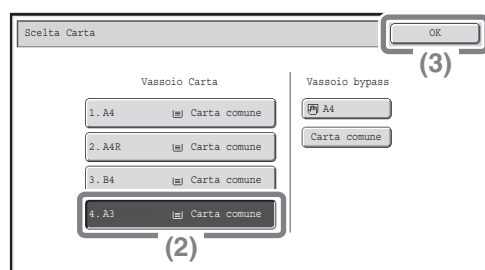 Scelta Carta
OK
(3)
Vassoio Carta
Vassoio bypass
1. A4 Carta comune
A4
2. A4R Carta comune
Carta comune
3. B4 Carta comune
4. A3 Carta comune
(2)